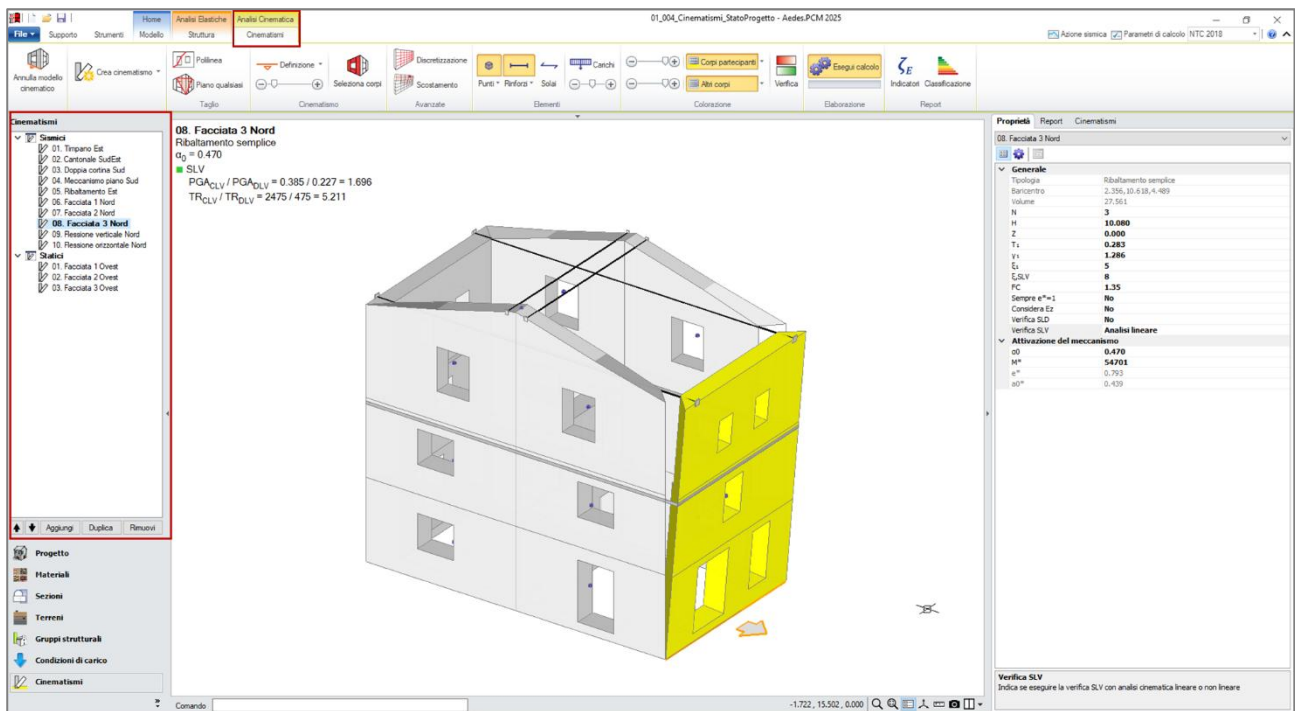 01_004_Cinematismi_StatoProgetto - Aedes.PCM 2025
Home Analisi Elastiche Analisi Cinematica
File Supporto Strumenti Modello Struttura Cinematismi
Azione sismica Parametri di calcolo NTC 2018
Annulla modello cinematico
Crea cinematismo
Polilinea
Piano qualsiasi
Taglio
Definizione
Seleziona corpi
Cinematismo
Discretizzazione
Scostamento
Avanzate
Punti Rinforzi Solai
Carichi
Elementi
Corpi partecipanti
Altri corpi
Colorazione
Verifica
Esegui calcolo
Elaborazione
Indicatori Classificazione
Report
Cinematismi
Sismici
01. Timpano Est
02. Cantonale SudEst
03. Doppia cortina Sud
04. Meccanismo piano Sud
05. Ribaltamento Est
06. Facciata 1 Nord
07. Facciata 2 Nord
08. Facciata 3 Nord
09. Flessione verticale Nord
10. Flessione orizzontale Nord
Statici
01. Facciata 1 Ovest
02. Facciata 2 Ovest
03. Facciata 3 Ovest
Aggiungi Duplica Rimuovi
Progetto
Materiali
Sezioni
Terreni
Gruppi strutturali
Condizioni di carico
Cinematismi
08. Facciata 3 Nord
Ribaltamento semplice
α0 = 0.470
SLV
PGACLV / PGADLV = 0.385 / 0.227 = 1.696
TRCLV / TRDLV = 2475 / 475 = 5.211
Comando
-1.722, 15.502, 0.000
Proprietà Report Cinematismi
08. Facciata 3 Nord
Generale
Tipologia Ribaltamento semplice
Baricentro 2.356,10.618,4.489
Volume 27.561
N 3
H 10.080
Z 0.000
T1 0.283
γ1 1.286
ξ1 5
ξ,SLV 8
FC 1.35
Sempre e*=1 No
Considera Ez No
Verifica SLD No
Verifica SLV Analisi lineare
Attivazione del meccanismo
α0 0.470
M* 54701
e* 0.793
a0* 0.439
Verifica SLV
Indica se eseguire la verifica SLV con analisi cinematica lineare o non lineare